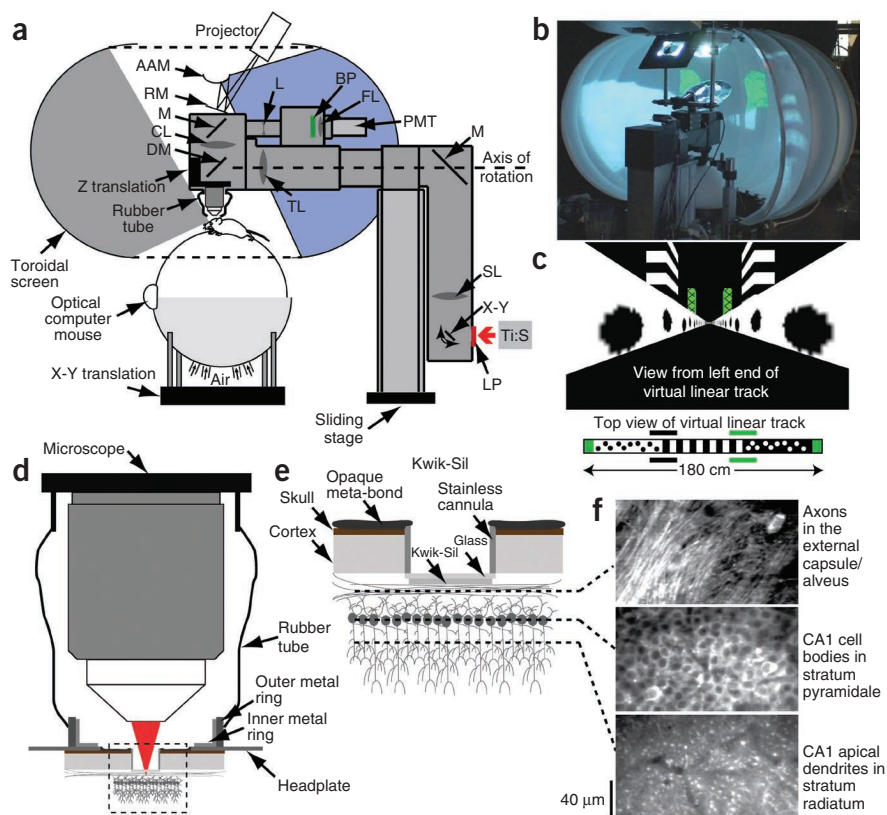 a
Projector
AAM
RM
M
CL
DM
L
BP
FL
PMT
M
Axis of
rotation
Z translation
Rubber
tube
TL
Toroidal
screen
Optical
computer
mouse
SL
X-Y
Ti:S
LP
Air
X-Y translation
Sliding
stage
b
c
View from left end of
virtual linear track
Top view of virtual linear track
180 cm
d
Microscope
Rubber
tube
Outer metal
ring
Inner metal
ring
Headplate
e
Kwik-Sil
Opaque
meta-bond
Stainless
cannula
Skull
Cortex
Glass
Kwik-Sil
f
Axons
in the
external
capsule/
alveus
CA1 cell
bodies in
stratum
pyramidale
CA1 apical
dendrites in
stratum
radiatum
40 μm